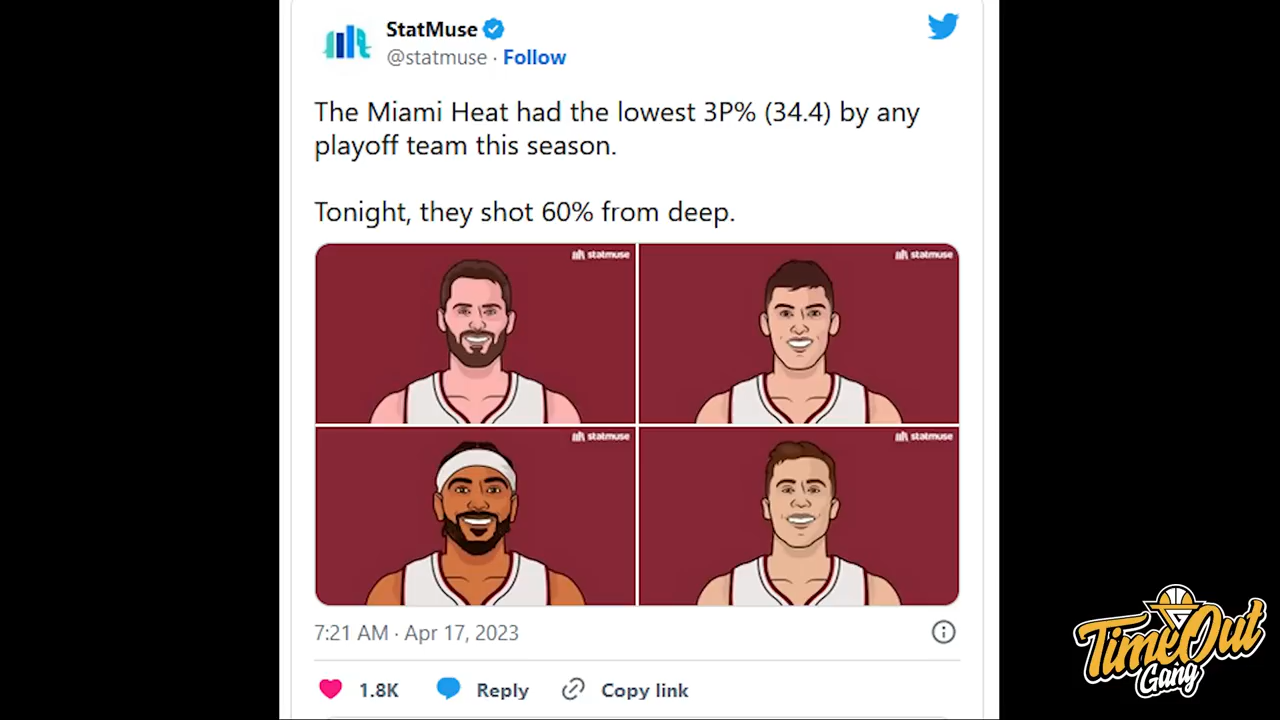 StatMuse
@statmuse · Follow
The Miami Heat had the lowest 3P% (34.4) by any
playoff team this season.
Tonight, they shot 60% from deep.
statmuse
statmuse
statmuse
statmuse
7:21 AM · Apr 17, 2023
1.8K Reply Copy link
TimeOut
Gang